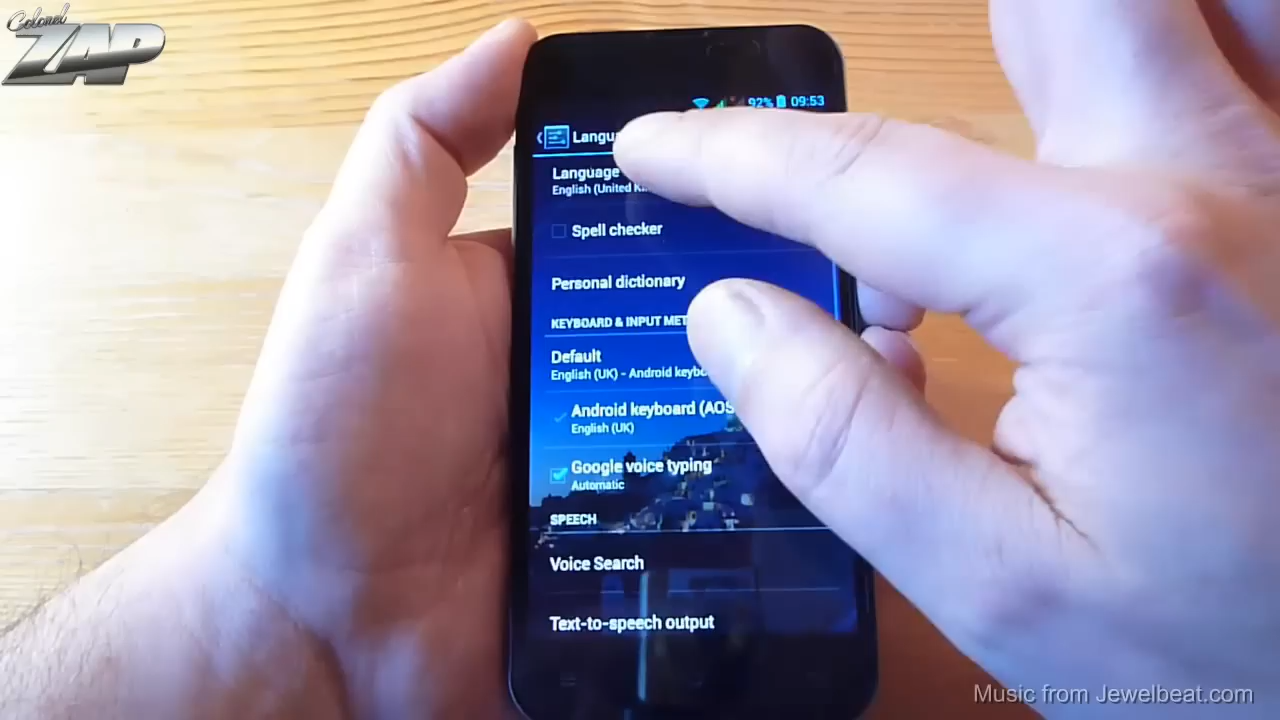 Colonel
ZAP
92% 09:53
Langu
Language
English (United
Spell checker
Personal dictionary
KEYBOARD & INPUT MET
Default
English (UK) - Android keybo
Android keyboard (AOS
English (UK)
Google voice typing
Automatic
SPEECH
Voice Search
Text-to-speech output
Music from Jewelbeat.com